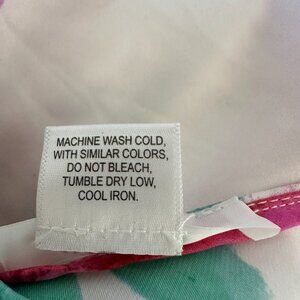 MACHINE WASH COLD,
WITH SIMILAR COLORS,
DO NOT BLEACH,
TUMBLE DRY LOW,
COOL IRON.